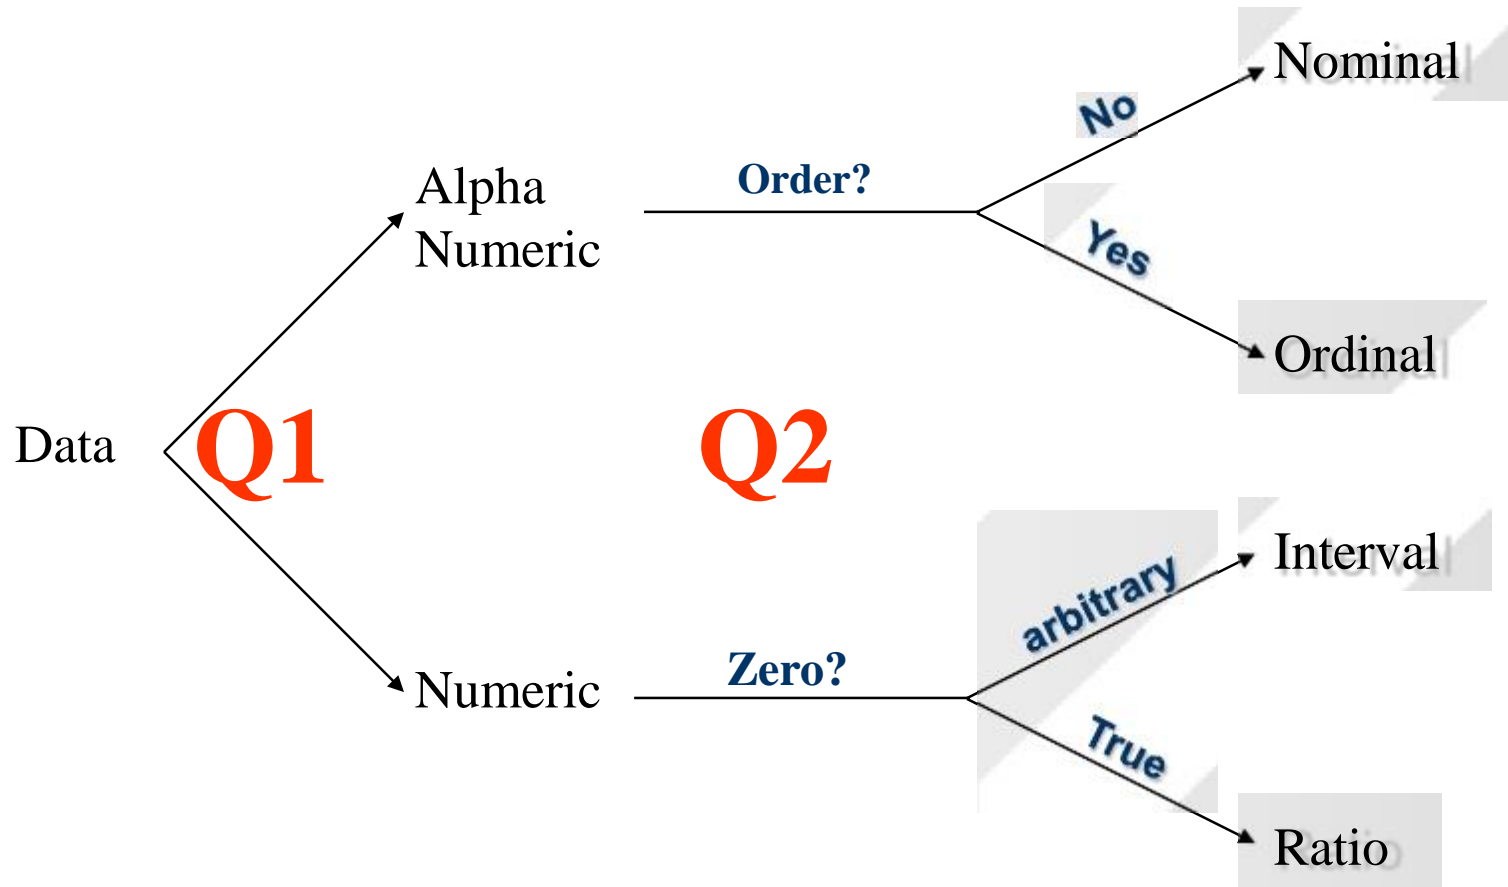 Nominal
No
Order?
Alpha
Numeric
Yes
Ordinal
Data
Q1
Q2
Interval
arbitrary
Zero?
Numeric
True
Ratio